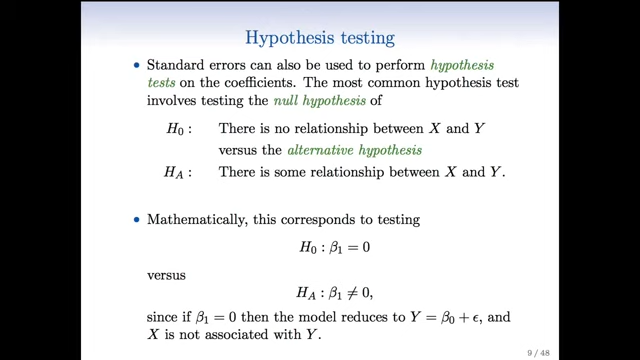 Hypothesis testing
• Standard errors can also be used to perform hypothesis
tests on the coefficients. The most common hypothesis test
involves testing the null hypothesis of
H₀ : There is no relationship between X and Y
versus the alternative hypothesis
H_A : There is some relationship between X and Y.
• Mathematically, this corresponds to testing
H₀ : β₁ = 0
versus
H_A : β₁ ≠ 0,
since if β₁ = 0 then the model reduces to Y = β₀ + ϵ, and
X is not associated with Y.
9 / 48